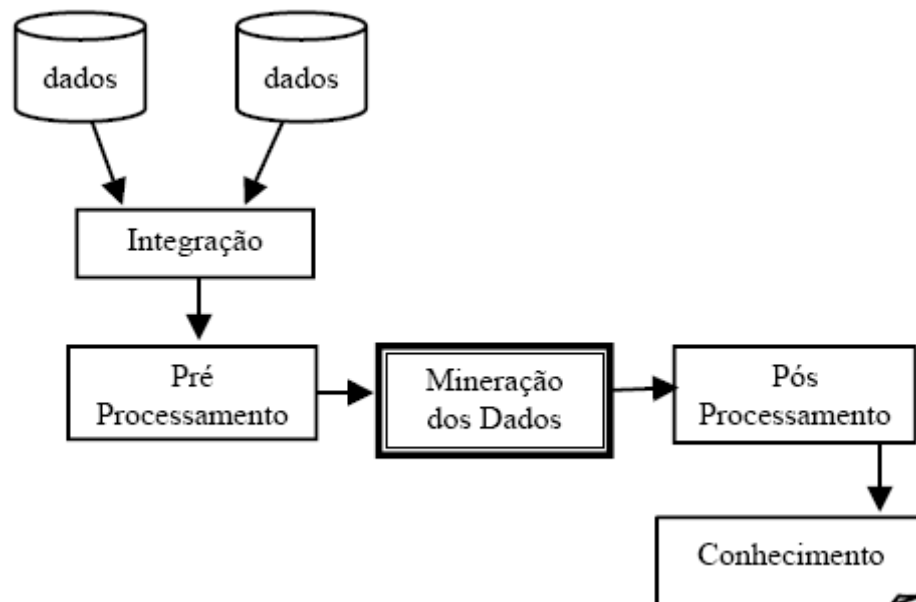 dados
dados
Integração
Pré
Processamento
Mineração
dos Dados
Pós
Processamento
Conhecimento